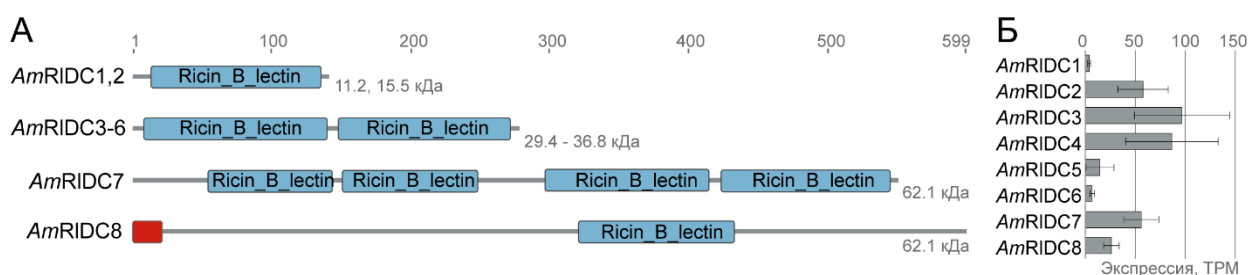 А
1 100 200 300 400 500 599
AmRIDC1,2
Ricin_B_lectin
11.2, 15.5 кДа
AmRIDC3-6
Ricin_B_lectin Ricin_B_lectin
29.4 - 36.8 кДа
AmRIDC7
Ricin_B_lectin Ricin_B_lectin Ricin_B_lectin Ricin_B_lectin
62.1 кДа
AmRIDC8
Ricin_B_lectin
62.1 кДа
Б
0 50 100 150
AmRIDC1
AmRIDC2
AmRIDC3
AmRIDC4
AmRIDC5
AmRIDC6
AmRIDC7
AmRIDC8
Экспрессия, TPM